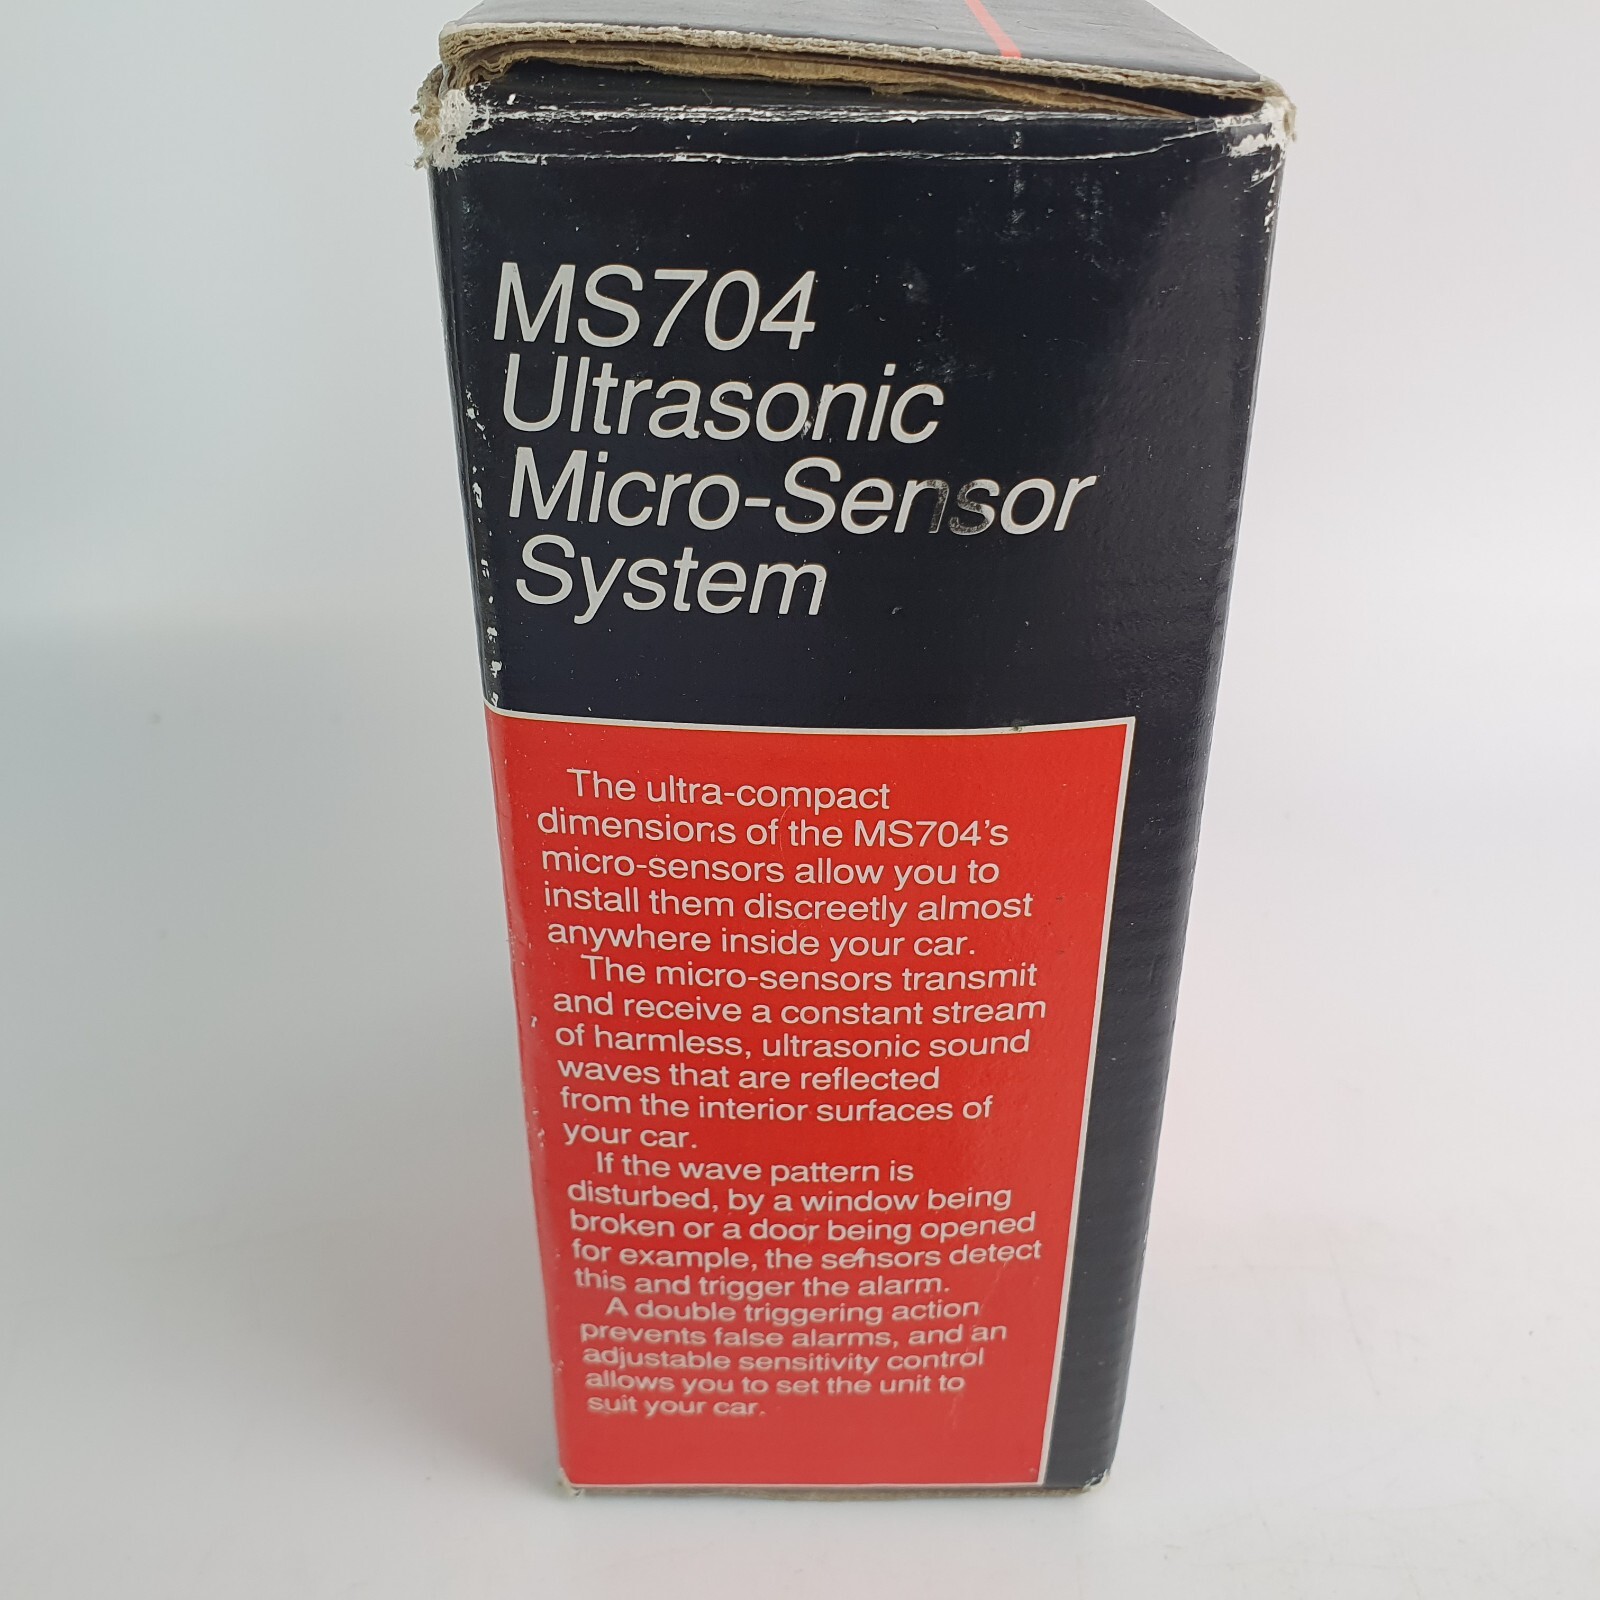 MS704
Ultrasonic
Micro-Sensor
System
The ultra-compact
dimensions of the MS704's
micro-sensors allow you to
install them discreetly almost
anywhere inside your car.
The micro-sensors transmit
and receive a constant stream
of harmless, ultrasonic sound
waves that are reflected
from the interior surfaces of
your car.
If the wave pattern is
disturbed, by a window being
broken or a door being opened
for example, the sensors detect
this and trigger the alarm.
A double triggering action
prevents false alarms, and an
adjustable sensitivity control
allows you to set the unit to
suit your car.